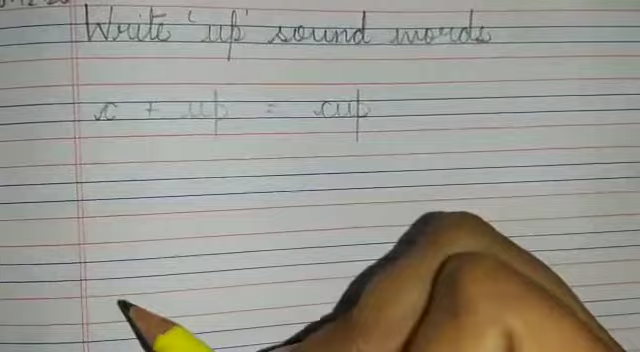 Write 'up' sound words
c + up = cup